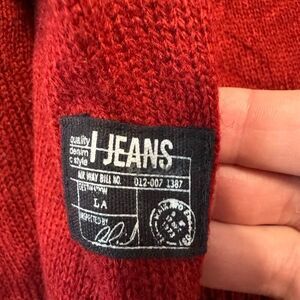 quality
denim
c style
I JEANS
AIR WAY BILL NO. 012-007 1387
DESTINATION
LA
INSPECTED BY